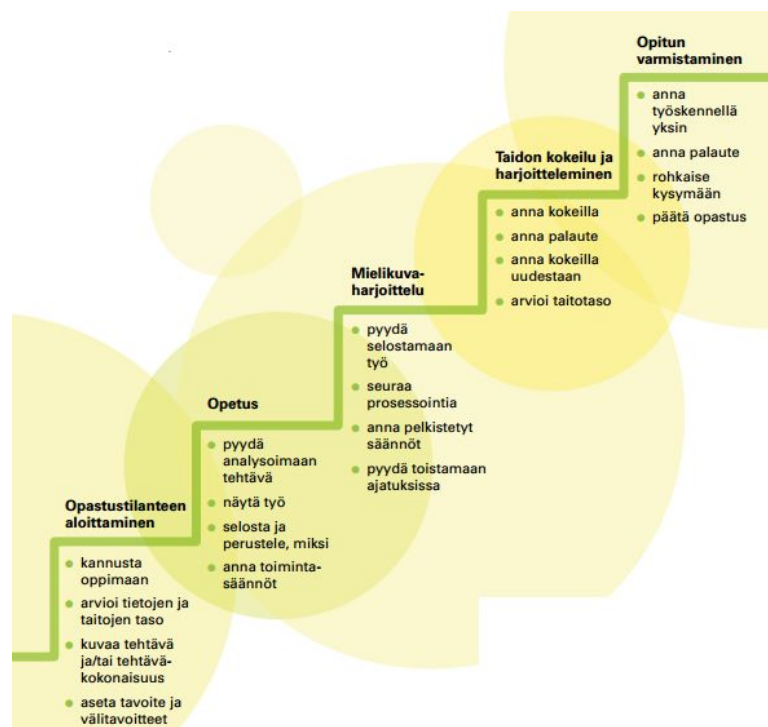 Opastustilanteen
aloittaminen
kannusta
oppimaan
arvioi tietojen ja
taitojen taso
kuvaa tehtävä
ja/tai tehtävä-
kokonaisuus
aseta tavoite ja
välitavoitteet
Opetus
pyydä
analysoimaan
tehtävä
näytä työ
selosta ja
perustele, miksi
anna toiminta-
säännöt
Mielikuva-
harjoittelu
pyydä
selostamaan
työ
seuraa
prosessointia
anna pelkistetyt
säännöt
pyydä toistamaan
ajatuksissa
Taidon kokeilu ja
harjoitteleminen
anna kokeilla
anna palaute
anna kokeilla
uudestaan
arvioi taitotaso
Opitun
varmistaminen
anna
työskennellä
yksin
anna palaute
rohkaise
kysymään
päätä opastus